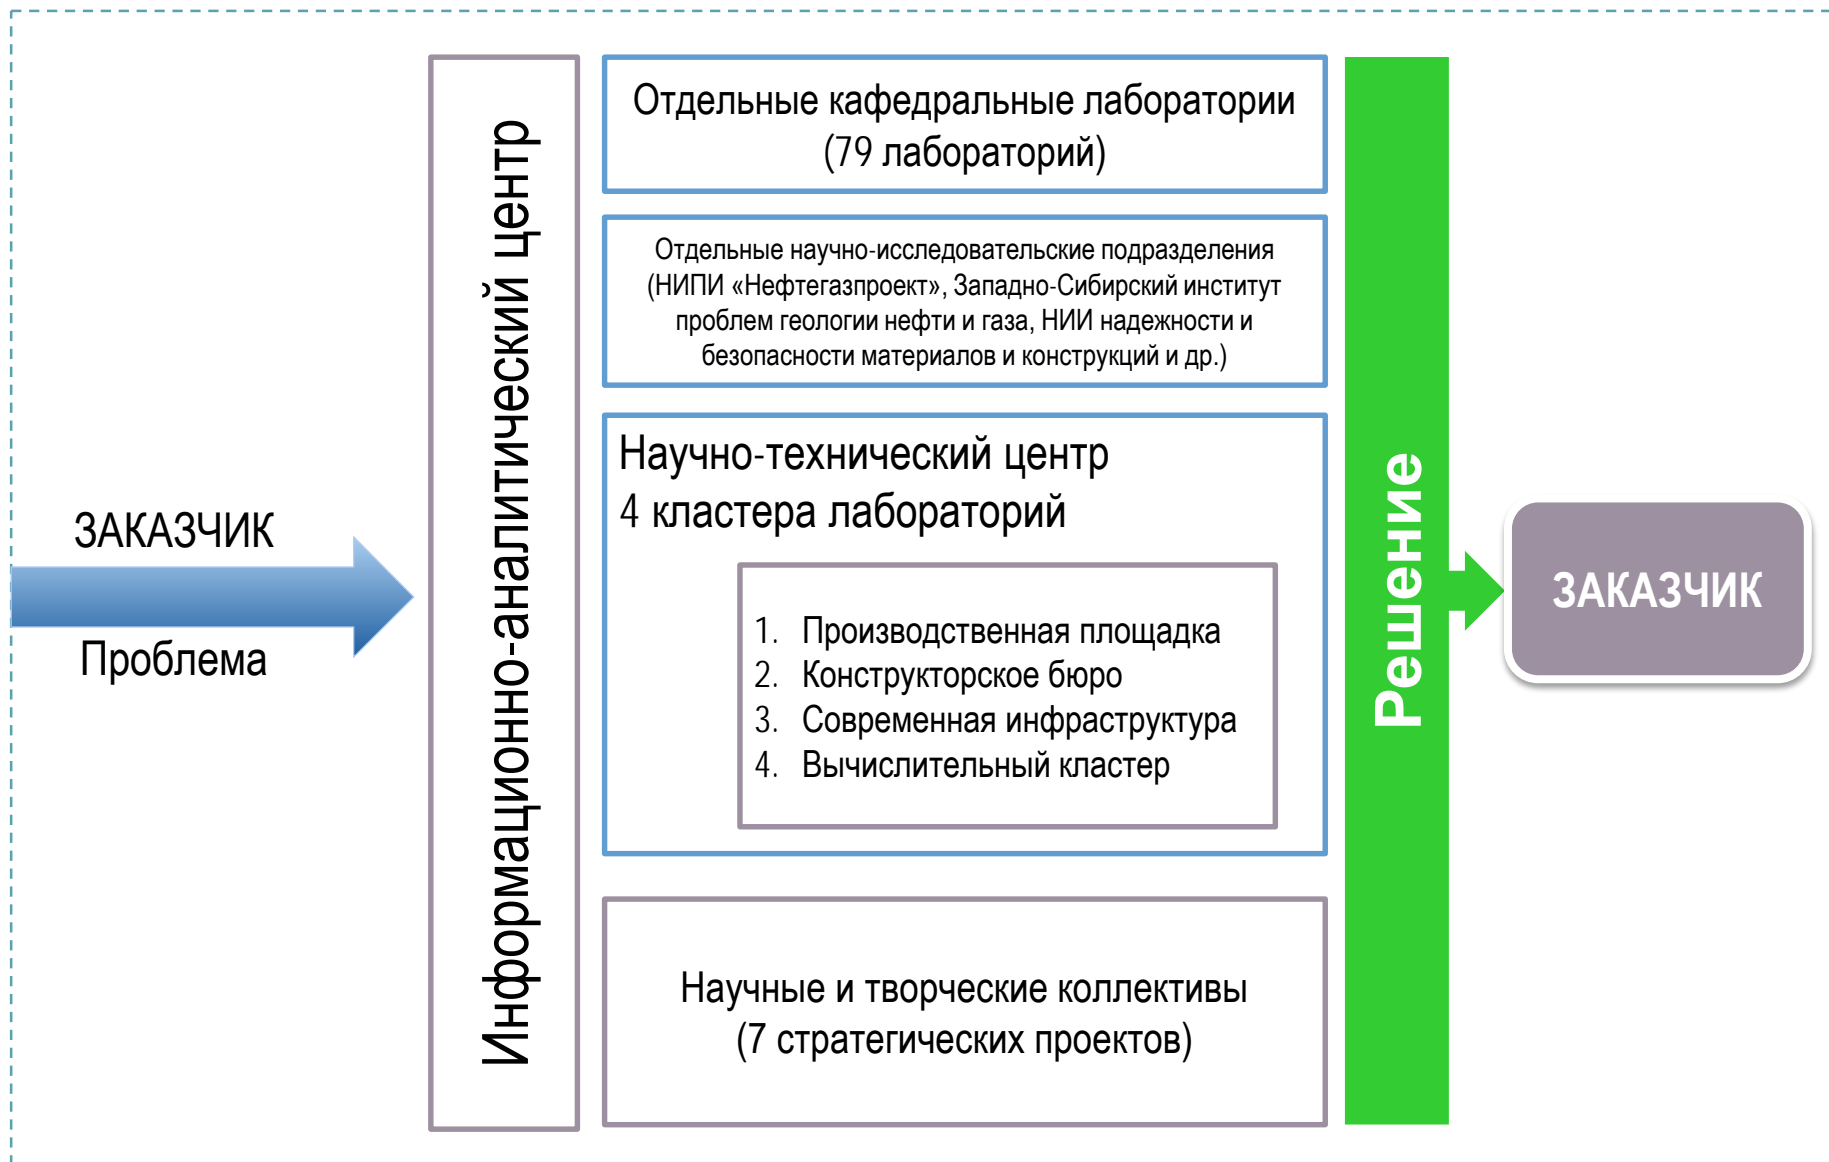 ЗАКАЗЧИК
Проблема
Информационно-аналитический центр
Отдельные кафедральные лаборатории
(79 лабораторий)
Отдельные научно-исследовательские подразделения
(НИПИ «Нефтегазпроект», Западно-Сибирский институт
проблем геологии нефти и газа, НИИ надежности и
безопасности материалов и конструкций и др.)
Научно-технический центр
4 кластера лабораторий
1. Производственная площадка
2. Конструкторское бюро
3. Современная инфраструктура
4. Вычислительный кластер
Научные и творческие коллективы
(7 стратегических проектов)
Решение
ЗАКАЗЧИК